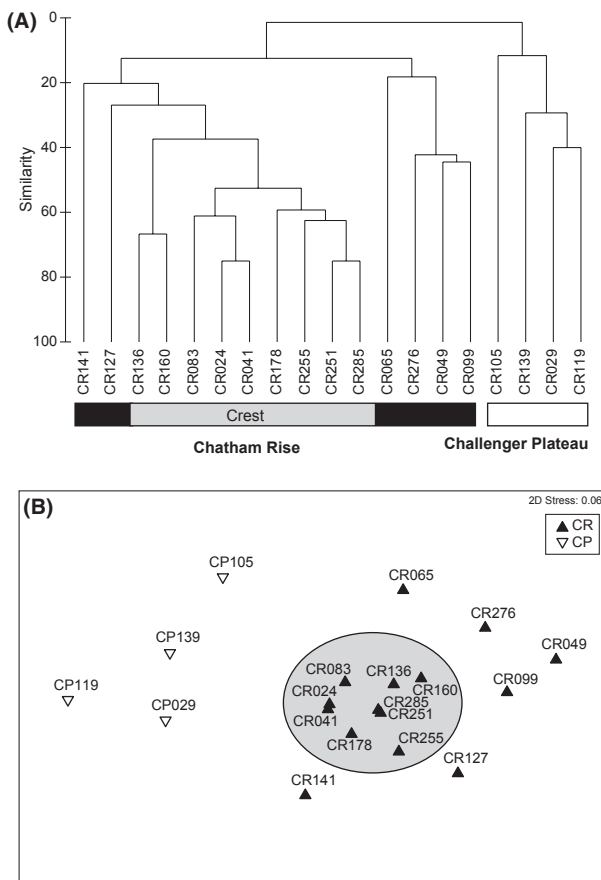 (A)
0
20
40
60
80
100
Similarity
CR141 CR127 CR136 CR160 CR083 CR024 CR041 CR178 CR255 CR251 CR285 CR065 CR276 CR049 CR099 CR105 CR139 CR029 CR119
Crest
Chatham Rise
Challenger Plateau
(B)
2D Stress: 0.06
CR
CP
CP105
CR065
CR276
CP139
CR049
CR083
CR136
CP119
CP029
CR024
CR160
CR099
CR285
CR041
CR251
CR178
CR255
CR127
CR141